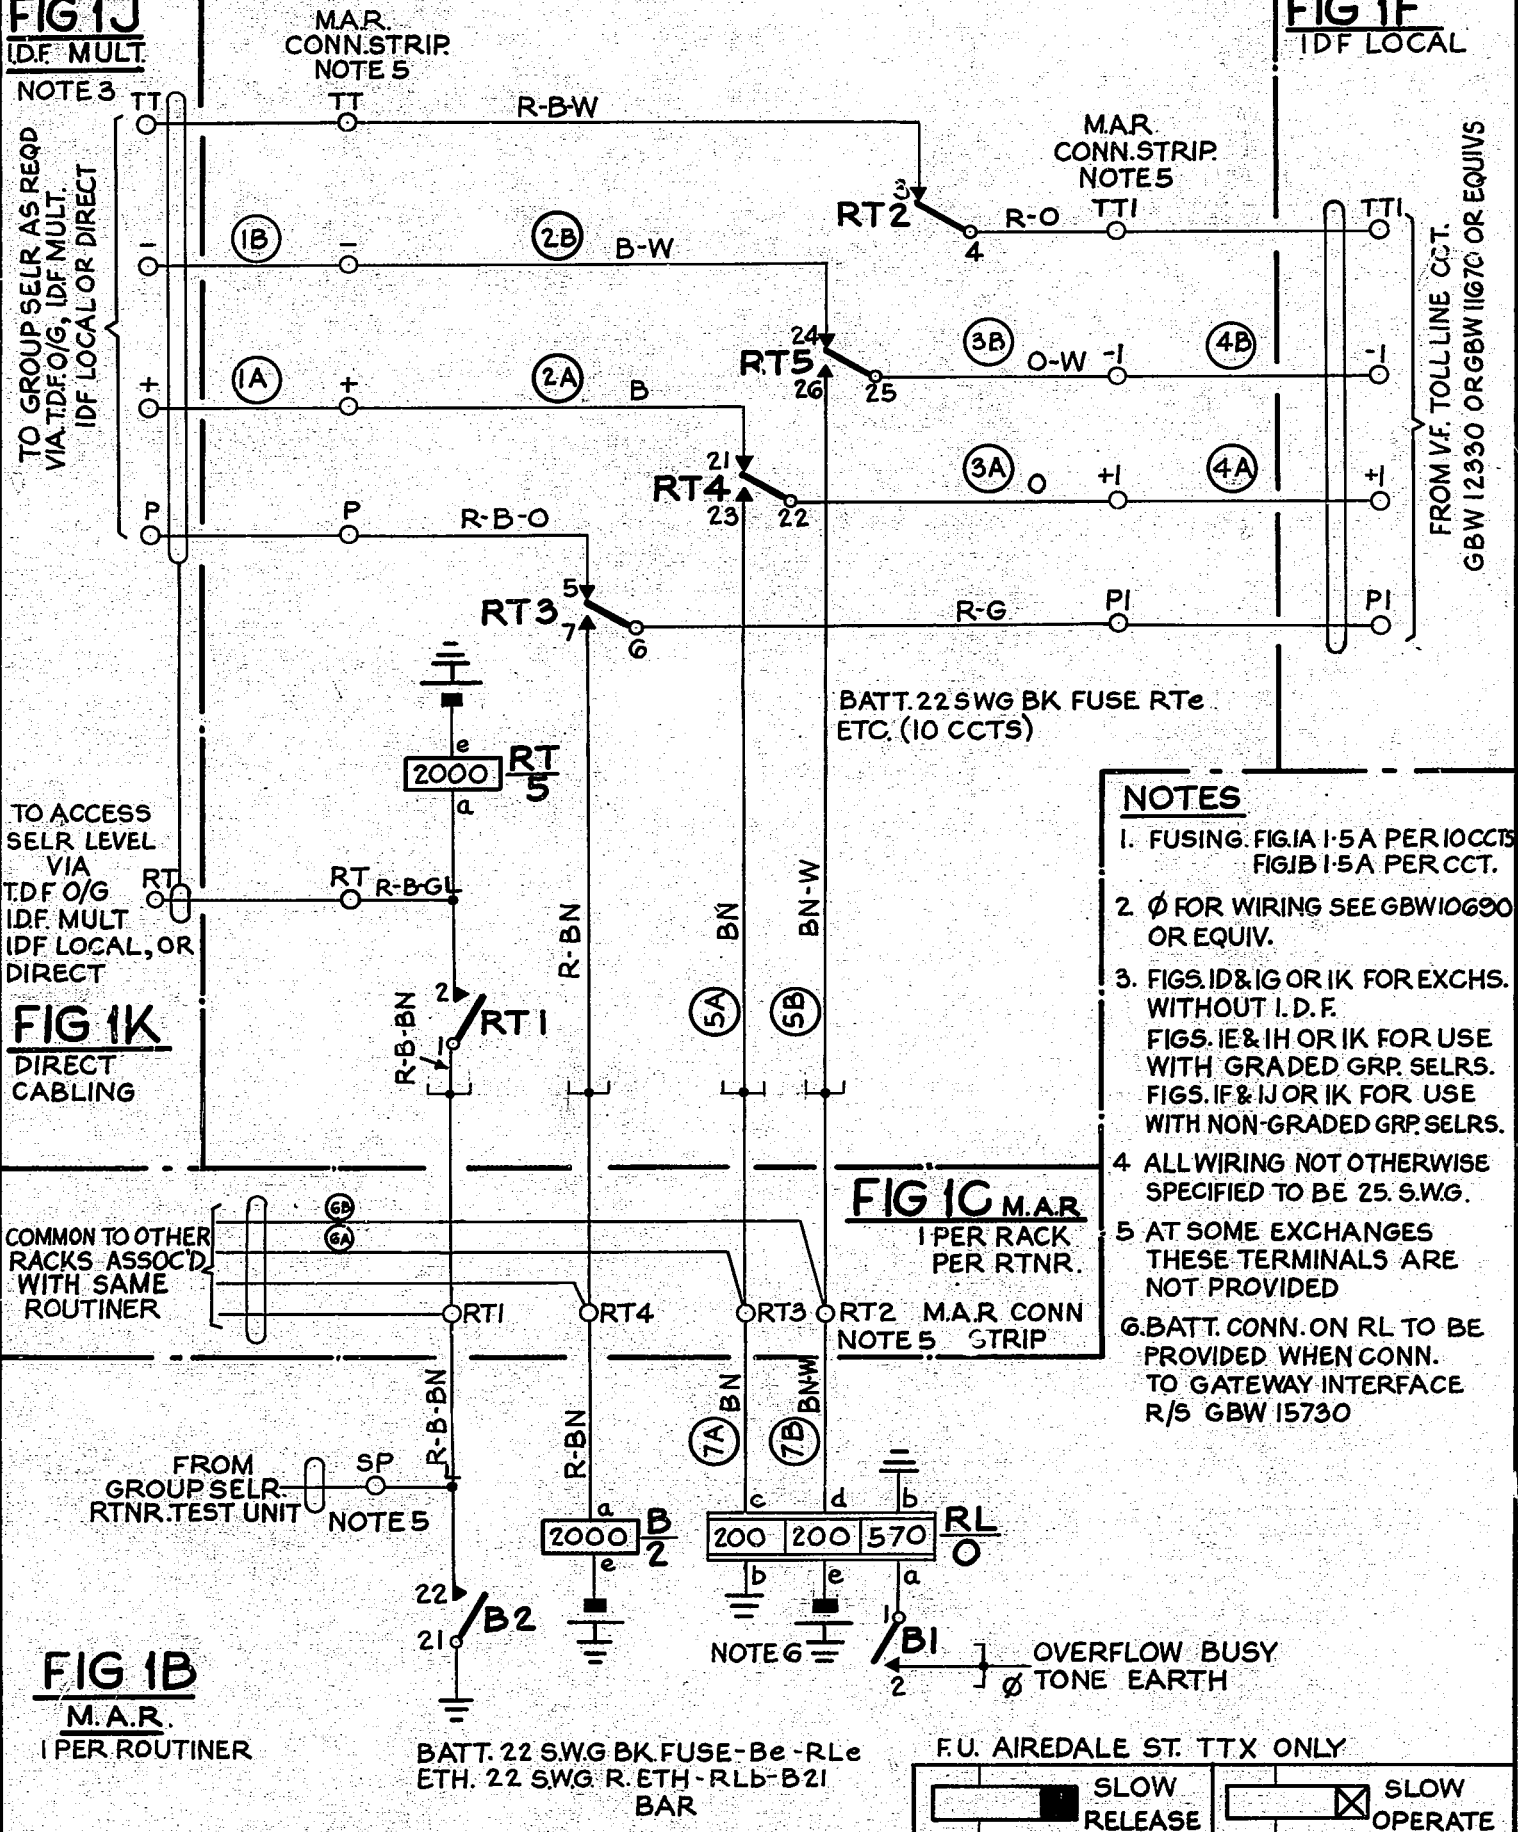 FIG 1J
I.D.F. MULT.
NOTE 3
M.A.R.
CONN.STRIP.
NOTE 5
FIG 1F
IDF LOCAL
TT
TT
R-B-W
M.A.R
CONN.STRIP.
NOTE 5
TO GROUP SELR AS REQD
VIA.T.D.F.O/G, IDF MULT.
IDF LOCAL OR DIRECT
3
RT2
4
R-O
TT1
TT1
-
1B
-
2B
B-W
24
RT5
26
25
3B
O-W
-1
4B
-1
+
1A
+
2A
B
21
RT4
23
22
3A
O
+1
4A
+1
FROM V.F. TOLL LINE CCT.
GBW 12330 OR GBW 11670 OR EQUIVS
P
P
R-B-O
5
RT3
7
6
R-G
P1
P1
BATT. 22 SWG BK FUSE RTe
ETC. (10 CCTS)
e
2000
RT
5
a
TO ACCESS
SELR LEVEL
VIA
T.D F O/G
I.D.F. MULT
IDF LOCAL, OR
DIRECT
RT
RT
R-B-G
FIG 1K
DIRECT
CABLING
2
RT1
1
R-B-BN
R-BN
BN
BN-W
5A
5B
NOTES
1. FUSING. FIG.1A 1·5 A PER 10 CCTS
FIG.1B 1·5 A PER CCT.
2 Ø FOR WIRING SEE GBW10690
OR EQUIV.
3. FIGS.1D & 1G OR 1K FOR EXCHS.
WITHOUT I.D.F.
FIGS. 1E & 1H OR 1K FOR USE
WITH GRADED GRP. SELRS.
FIGS. 1F & 1J OR 1K FOR USE
WITH NON-GRADED GRP. SELRS.
4 ALL WIRING NOT OTHERWISE
SPECIFIED TO BE 25. S.W.G.
5 AT SOME EXCHANGES
THESE TERMINALS ARE
NOT PROVIDED
6. BATT. CONN. ON RL TO BE
PROVIDED WHEN CONN.
TO GATEWAY INTERFACE
R/S GBW 15730
FIG 1C M.A.R
1 PER RACK
PER RTNR.
6B
6A
COMMON TO OTHER
RACKS ASSOC'D
WITH SAME
ROUTINER
RT1
RT4
RT3
RT2
M.A.R CONN
NOTE 5 STRIP
R-B-BN
R-BN
BN
BN-W
7A
7B
FROM
GROUP SELR
RTNR. TEST UNIT
SP
NOTE 5
a
2000
B
2
e
c
d
b
200
200
570
RL
O
b
e
a
22
B2
21
NOTE 6
1
B1
2
Ø
OVERFLOW BUSY
TONE EARTH
FIG 1B
M.A.R.
1 PER ROUTINER
BATT. 22 S.W.G BK. FUSE-Be-RLe
ETH. 22 S.W.G. R. ETH-RLb-B21
BAR
F.U. AIREDALE ST. TTX ONLY
SLOW
RELEASE
SLOW
OPERATE